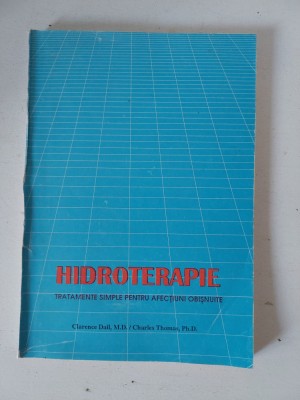 HIDROTERAPIE
TRATAMENTE SIMPLE PENTRU AFECȚIUNI OBIȘNUITE
Clarence Dail, M.D. / Charles Thomas, Ph.D.